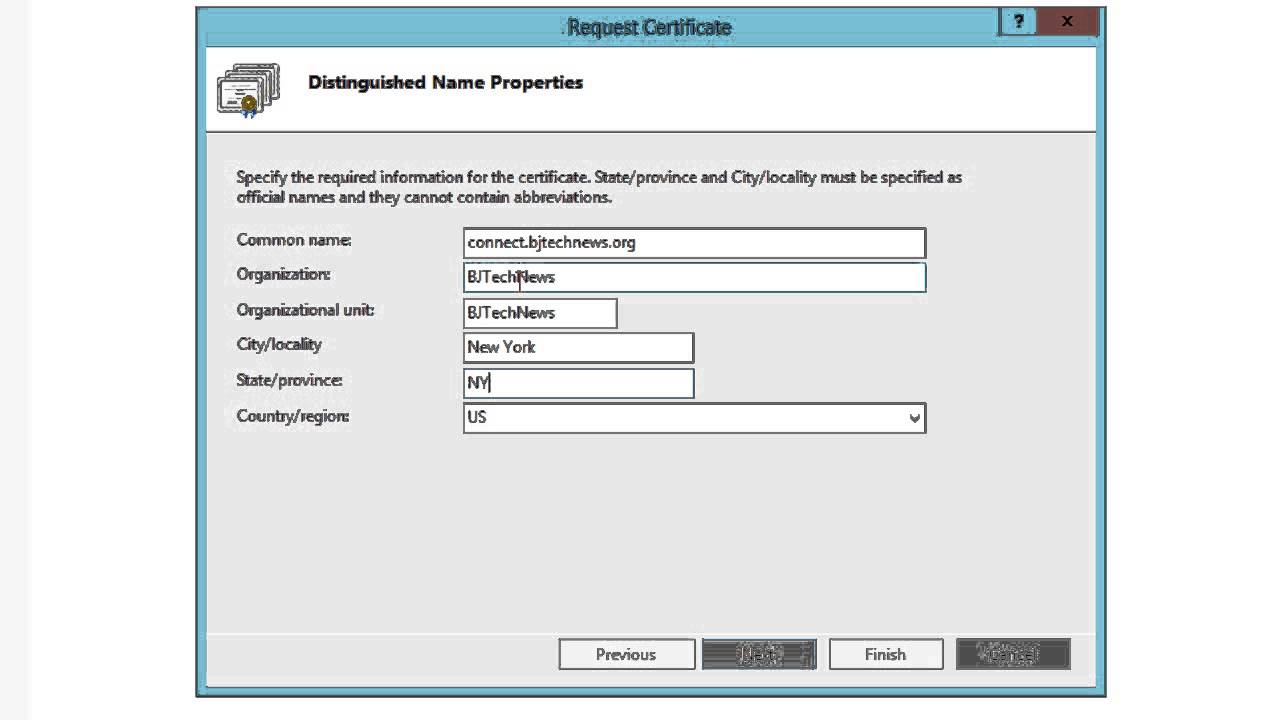 Request Certificate
?
x
Distinguished Name Properties
Specify the required information for the certificate. State/province and City/locality must be specified as
official names and they cannot contain abbreviations.
Common name: connect.bjtechnews.org
Organization: BJTechNews
Organizational unit: BJTechNews
City/locality New York
State/province: NY
Country/region: US
Previous Next Finish Cancel